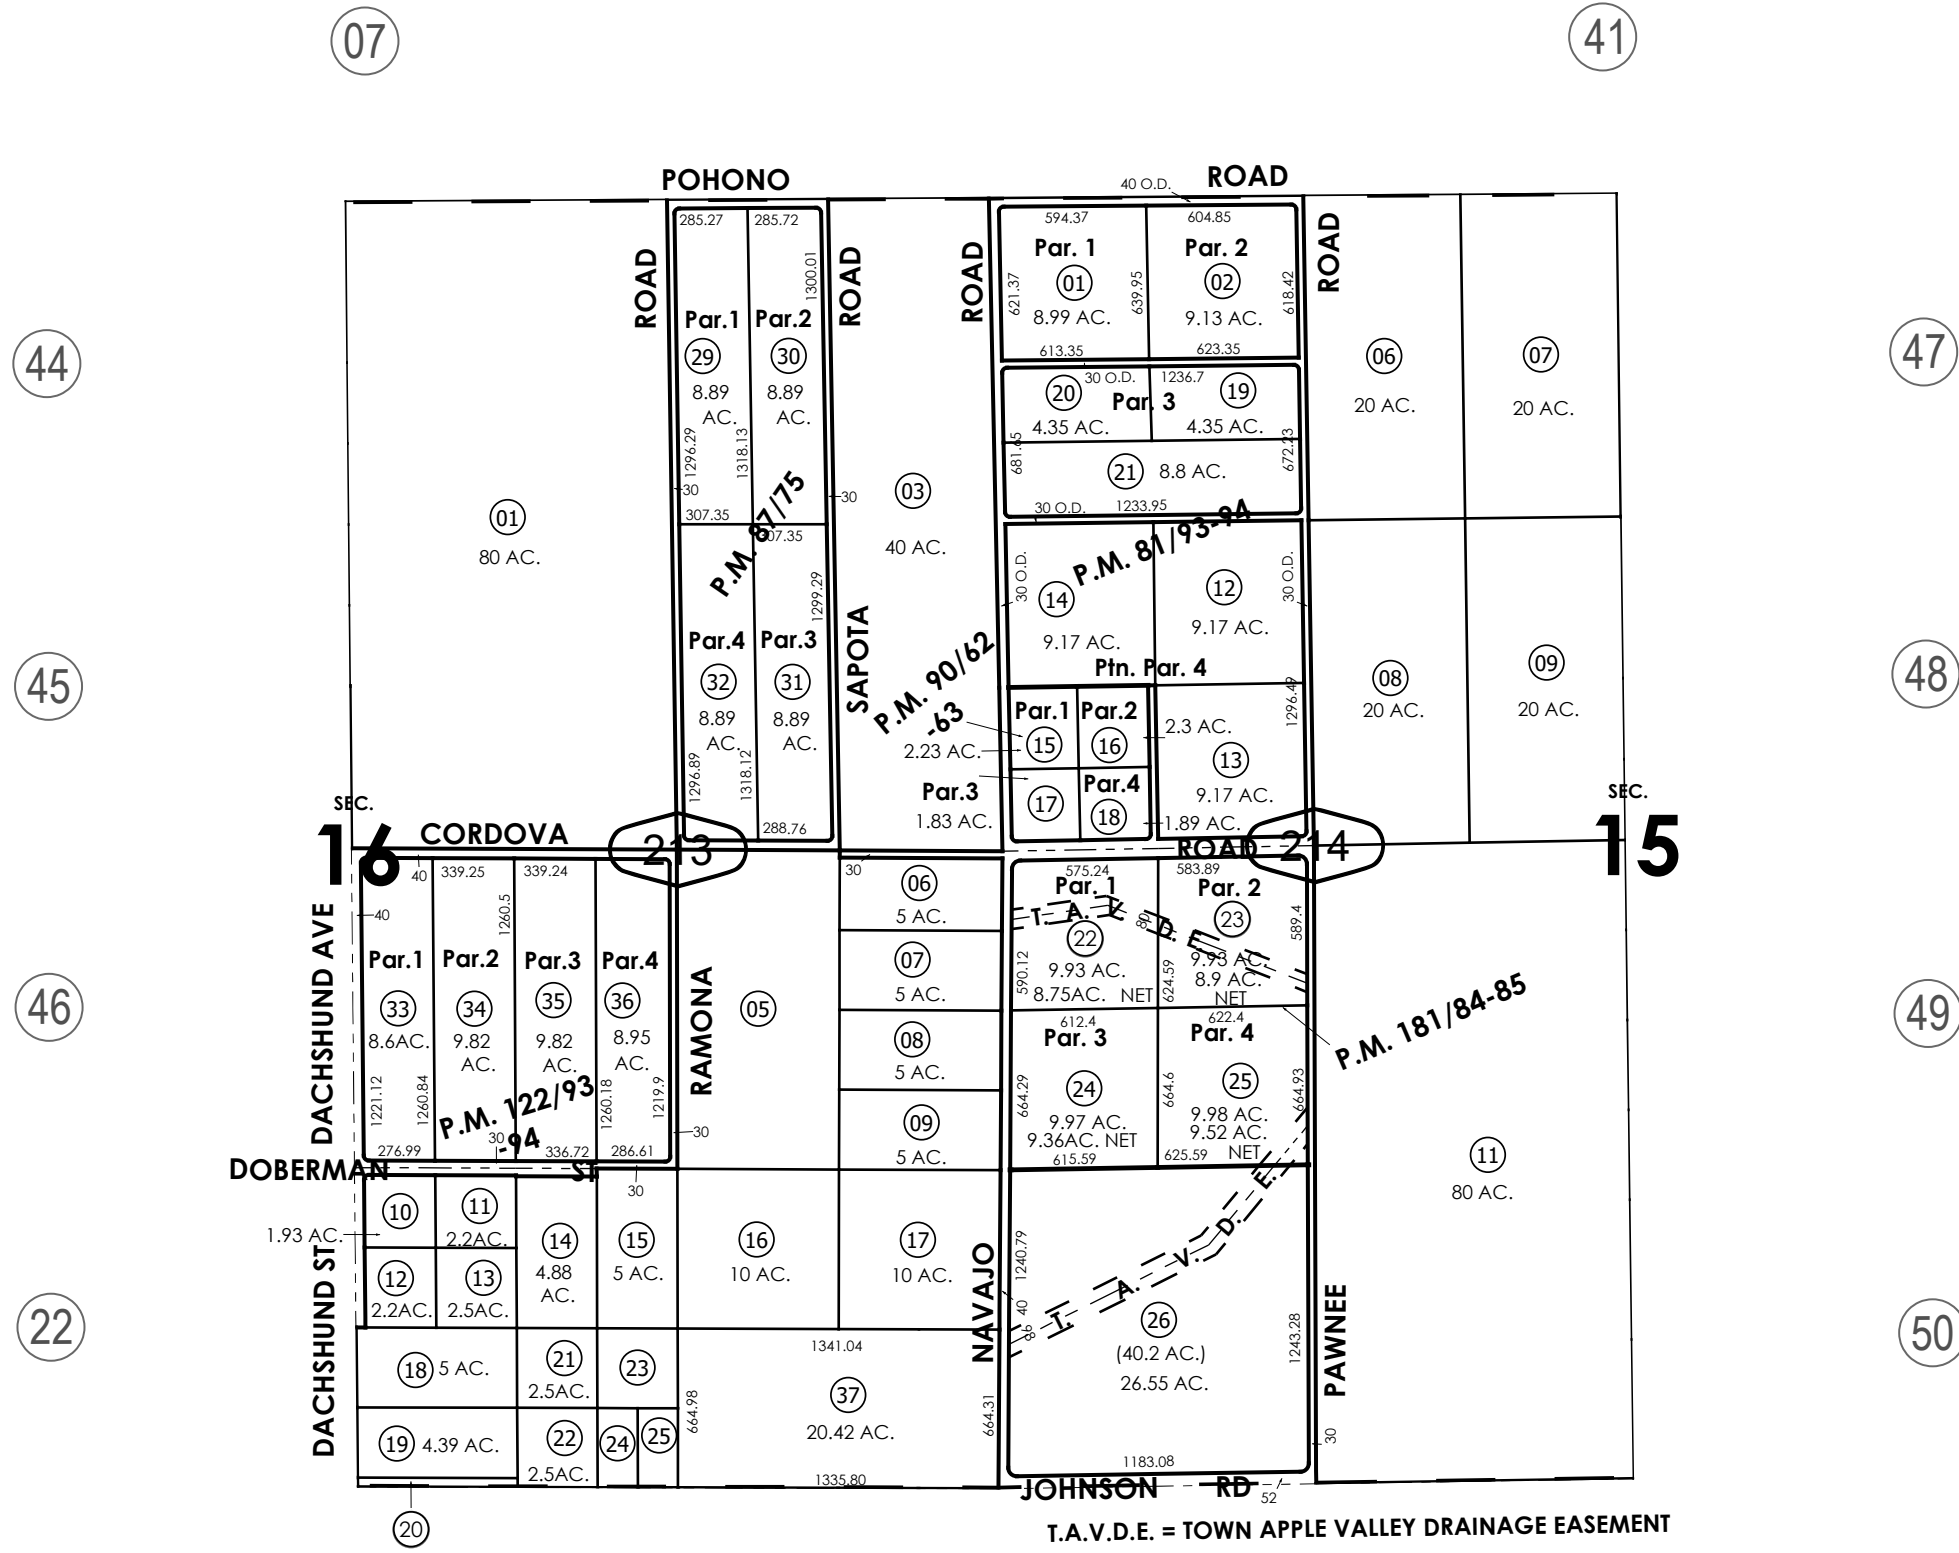 07
41
POHONO
ROAD
40 O.D.
285.27
285.72
594.37
604.85
ROAD
ROAD
ROAD
ROAD
1300.01
Par. 1
Par. 2
01
02
8.99 AC.
9.13 AC.
621.37
639.95
618.42
613.35
623.35
Par.1
Par.2
29
30
8.89
AC.
8.89
AC.
1296.29
1318.13
30
30
307.35
307.35
P.M. 87/75
44
47
06
20 AC.
07
20 AC.
30 O.D.
1236.7
20
19
Par. 3
4.35 AC.
4.35 AC.
681.65
672.23
21
8.8 AC.
30 O.D.
1233.95
01
80 AC.
03
40 AC.
P.M. 81/93-94
30 O.D.
30 O.D.
14
12
9.17 AC.
9.17 AC.
1299.29
SAPOTA
Par.4
Par.3
32
31
8.89
AC.
8.89
AC.
1296.89
1318.12
288.76
45
48
P.M. 90/62
-63
Ptn. Par. 4
08
20 AC.
09
20 AC.
Par.1
Par.2
15
16
2.23 AC.
2.3 AC.
1296.49
13
9.17 AC.
Par.3
1.83 AC.
17
Par.4
18
1.89 AC.
SEC.
16
SEC.
15
CORDOVA
213
ROAD
214
40
339.25
339.24
30
575.24
583.89
40
1260.5
06
5 AC.
Par. 1
Par. 2
T. A. V. D. E.
80
22
23
9.93 AC.
8.75AC. NET
9.93 AC.
8.9 AC.
NET
590.12
624.59
589.4
612.4
622.4
DACHSHUND AVE
Par.1
Par.2
Par.3
Par.4
33
34
35
36
8.6AC.
9.82
AC.
9.82
AC.
8.95
AC.
1221.12
1260.84
1260.18
1219.9
P.M. 122/93
-94
30
276.99
336.72
286.61
30
RAMONA
05
07
5 AC.
08
5 AC.
09
5 AC.
46
49
P.M. 181/84-85
Par. 3
Par. 4
24
25
9.97 AC.
9.36AC. NET
9.98 AC.
9.52 AC.
NET
664.29
664.6
664.93
615.59
625.59
11
80 AC.
DOBERMAN
ST
30
10
11
1.93 AC.
2.2AC.
12
13
2.2AC.
2.5AC.
14
4.88
AC.
15
5 AC.
16
10 AC.
17
10 AC.
DACHSHUND ST
NAVAJO
1240.79
40
86
T. A. V. D. E.
26
(40.2 AC.)
26.55 AC.
1243.28
PAWNEE
30
22
50
18
5 AC.
21
2.5AC.
23
1341.04
664.98
37
20.42 AC.
664.31
19
4.39 AC.
22
2.5AC.
24
25
1335.80
1183.08
JOHNSON
RD
52
20
T.A.V.D.E. = TOWN APPLE VALLEY DRAINAGE EASEMENT